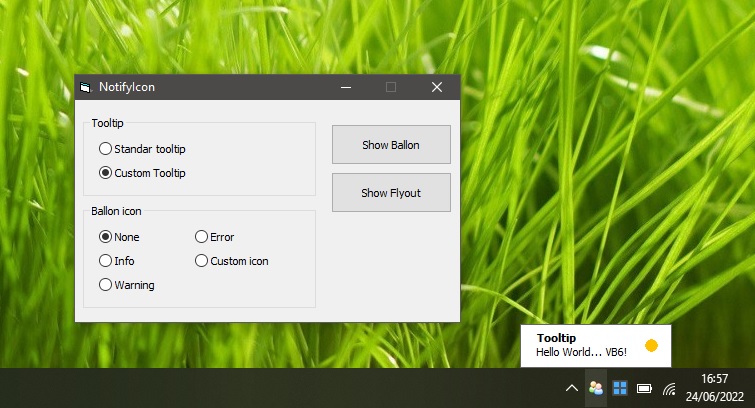 NotifyIcon
Tooltip
Standar tooltip
Custom Tooltip
Show Ballon
Show Flyout
Ballon icon
None
Error
Info
Custom icon
Warning
Tooltip
Hello World... VB6!
16:57
24/06/2022